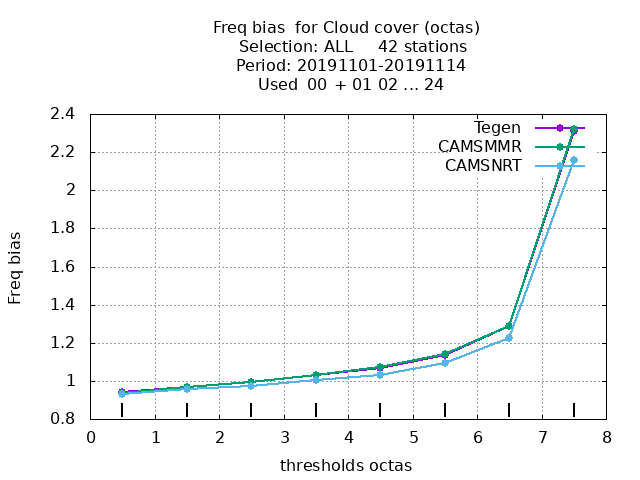 Freq bias  for Cloud cover (octas)
Selection: ALL     42 stations
Period: 20191101-20191114
Used  00  + 01 02 ... 24
2.4
2.2
2
1.8
1.6
1.4
1.2
1
0.8
Freq bias
Tegen
CAMSMMR
CAMSNRT
0 1 2 3 4 5 6 7 8
thresholds octas